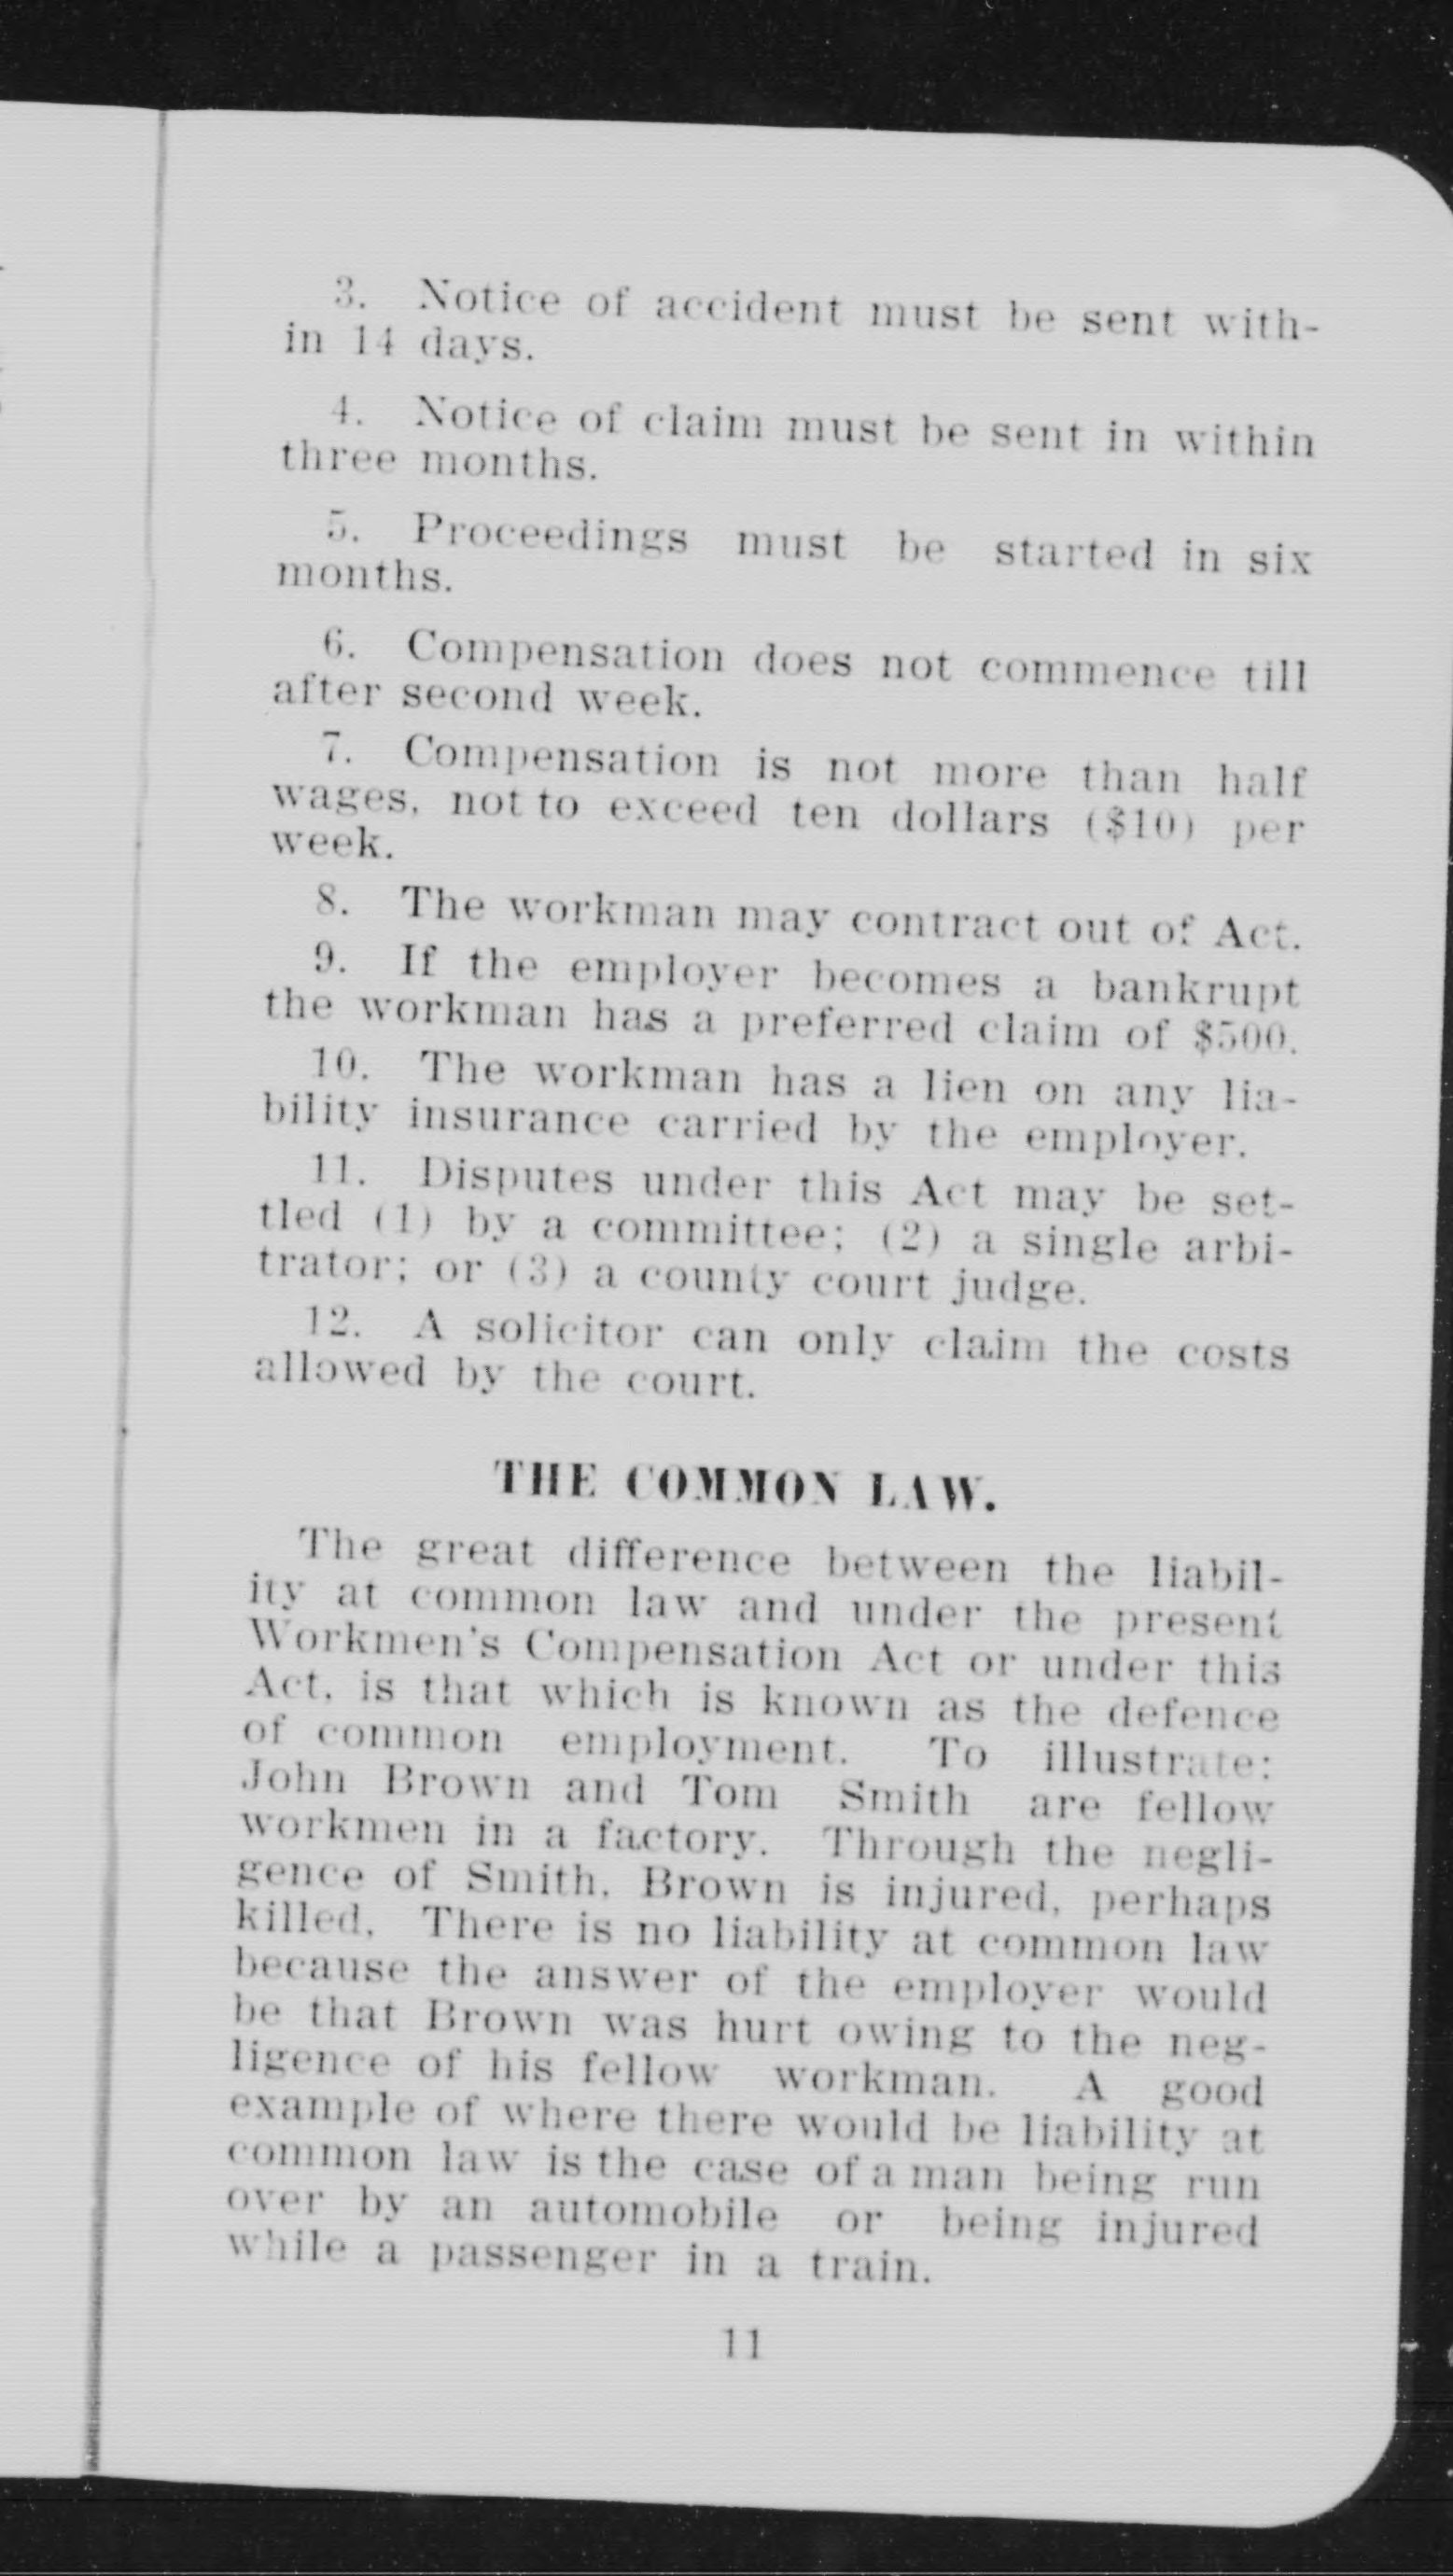 3. Notice of accident must be sent with-
in 14 days.
4. Notice of claim must be sent in within
three months.
5. Proceedings must be started in six
months.
6. Compensation does not commence till
after second week.
7. Compensation is not more than half
wages, not to exceed ten dollars ($10) per
week.
8. The workman may contract out of Act.
9. If the employer becomes a bankrupt
the workman has a preferred claim of $500.
10. The workman has a lien on any lia-
bility insurance carried by the employer.
11. Disputes under this Act may be set-
tled (1) by a committee; (2) a single arbi-
trator; or (3) a county court judge.
12. A solicitor can only claim the costs
allowed by the court.
THE COMMON LAW.
The great difference between the liabil-
ity at common law and under the present
Workmen's Compensation Act or under this
Act, is that which is known as the defence
of common employment. To illustrate:
John Brown and Tom Smith are fellow
workmen in a factory. Through the negli-
gence of Smith, Brown is injured, perhaps
killed. There is no liability at common law
because the answer of the employer would
be that Brown was hurt owing to the neg-
ligence of his fellow workman. A good
example of where there would be liability at
common law is the case of a man being run
over by an automobile or being injured
while a passenger in a train.
11